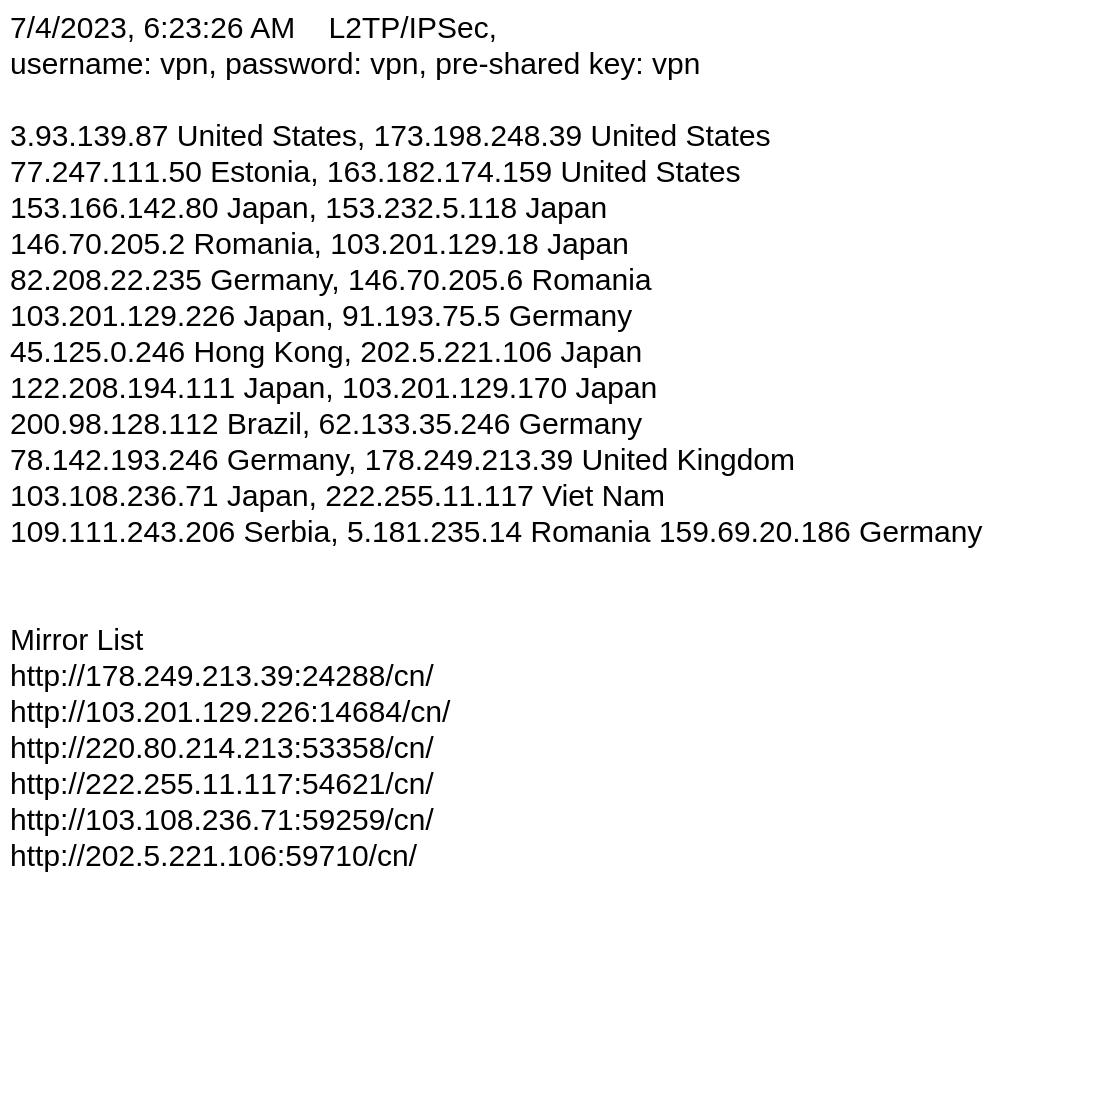 7/4/2023, 6:23:26 AM    L2TP/IPSec,
username: vpn, password: vpn, pre-shared key: vpn
3.93.139.87 United States, 173.198.248.39 United States
77.247.111.50 Estonia, 163.182.174.159 United States
153.166.142.80 Japan, 153.232.5.118 Japan
146.70.205.2 Romania, 103.201.129.18 Japan
82.208.22.235 Germany, 146.70.205.6 Romania
103.201.129.226 Japan, 91.193.75.5 Germany
45.125.0.246 Hong Kong, 202.5.221.106 Japan
122.208.194.111 Japan, 103.201.129.170 Japan
200.98.128.112 Brazil, 62.133.35.246 Germany
78.142.193.246 Germany, 178.249.213.39 United Kingdom
103.108.236.71 Japan, 222.255.11.117 Viet Nam
109.111.243.206 Serbia, 5.181.235.14 Romania 159.69.20.186 Germany
Mirror List
http://178.249.213.39:24288/cn/
http://103.201.129.226:14684/cn/
http://220.80.214.213:53358/cn/
http://222.255.11.117:54621/cn/
http://103.108.236.71:59259/cn/
http://202.5.221.106:59710/cn/